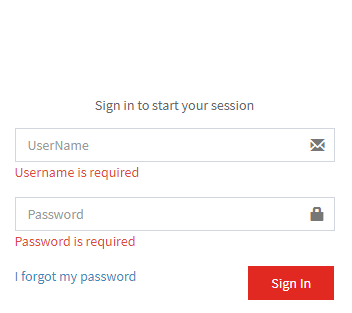 Sign in to start your session
UserName
Username is required
Password
Password is required
I forgot my password
Sign In